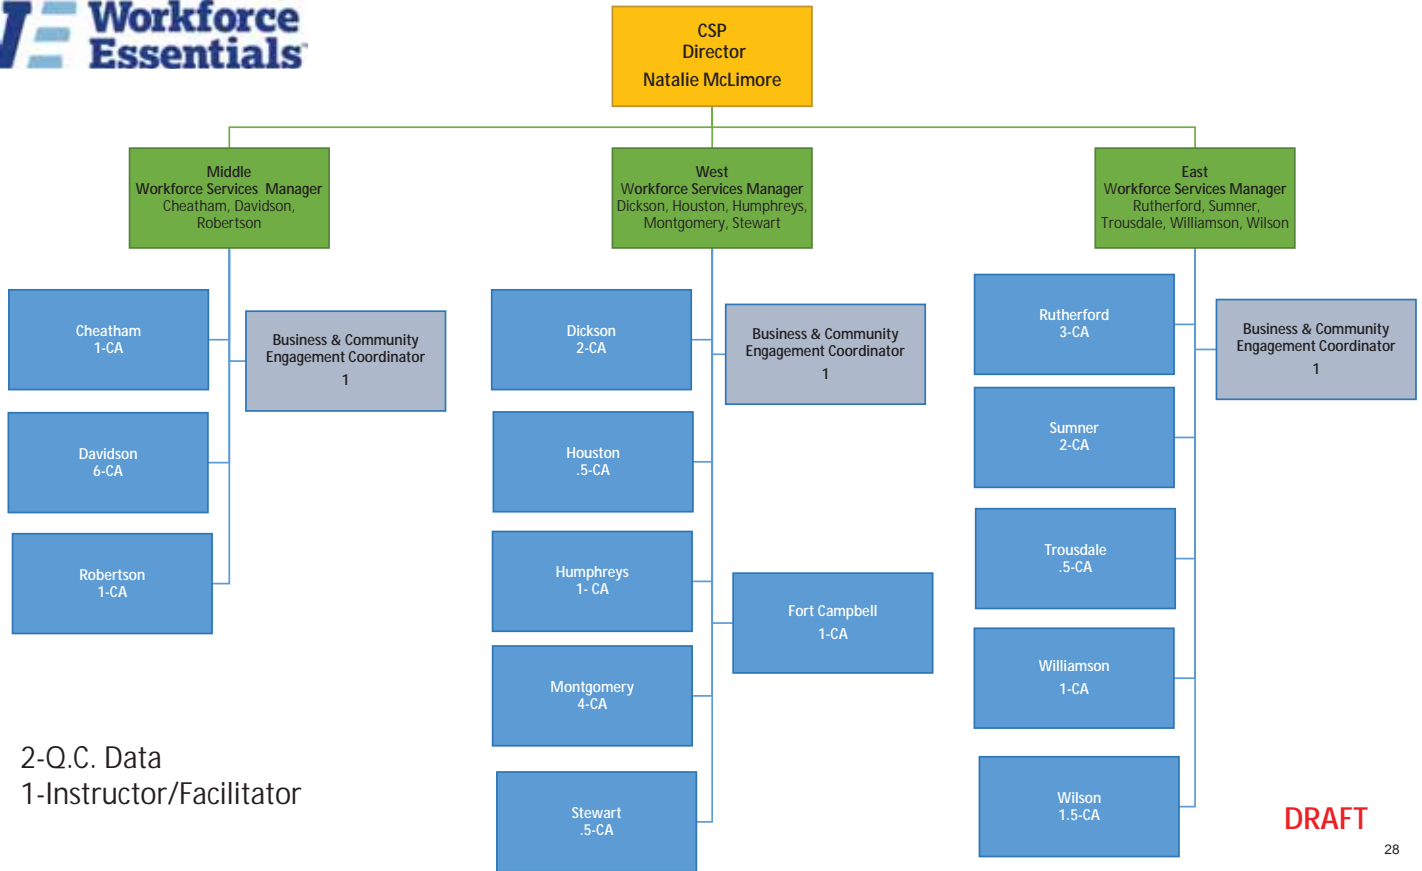 Workforce
Essentials
CSP
Director
Natalie McLimore
Middle
Workforce Services Manager
Cheatham, Davidson,
Robertson
West
Workforce Services Manager
Dickson, Houston, Humphreys,
Montgomery, Stewart
East
Workforce Services Manager
Rutherford, Sumner,
Trousdale, Williamson, Wilson
Cheatham
1-CA
Business & Community
Engagement Coordinator
1
Davidson
6-CA
Robertson
1-CA
Dickson
2-CA
Business & Community
Engagement Coordinator
1
Houston
.5-CA
Humphreys
1- CA
Fort Campbell
1-CA
Montgomery
4-CA
Stewart
.5-CA
Rutherford
3-CA
Business & Community
Engagement Coordinator
1
Sumner
2-CA
Trousdale
.5-CA
Williamson
1-CA
Wilson
1.5-CA
2-Q.C. Data
1-Instructor/Facilitator
DRAFT
28